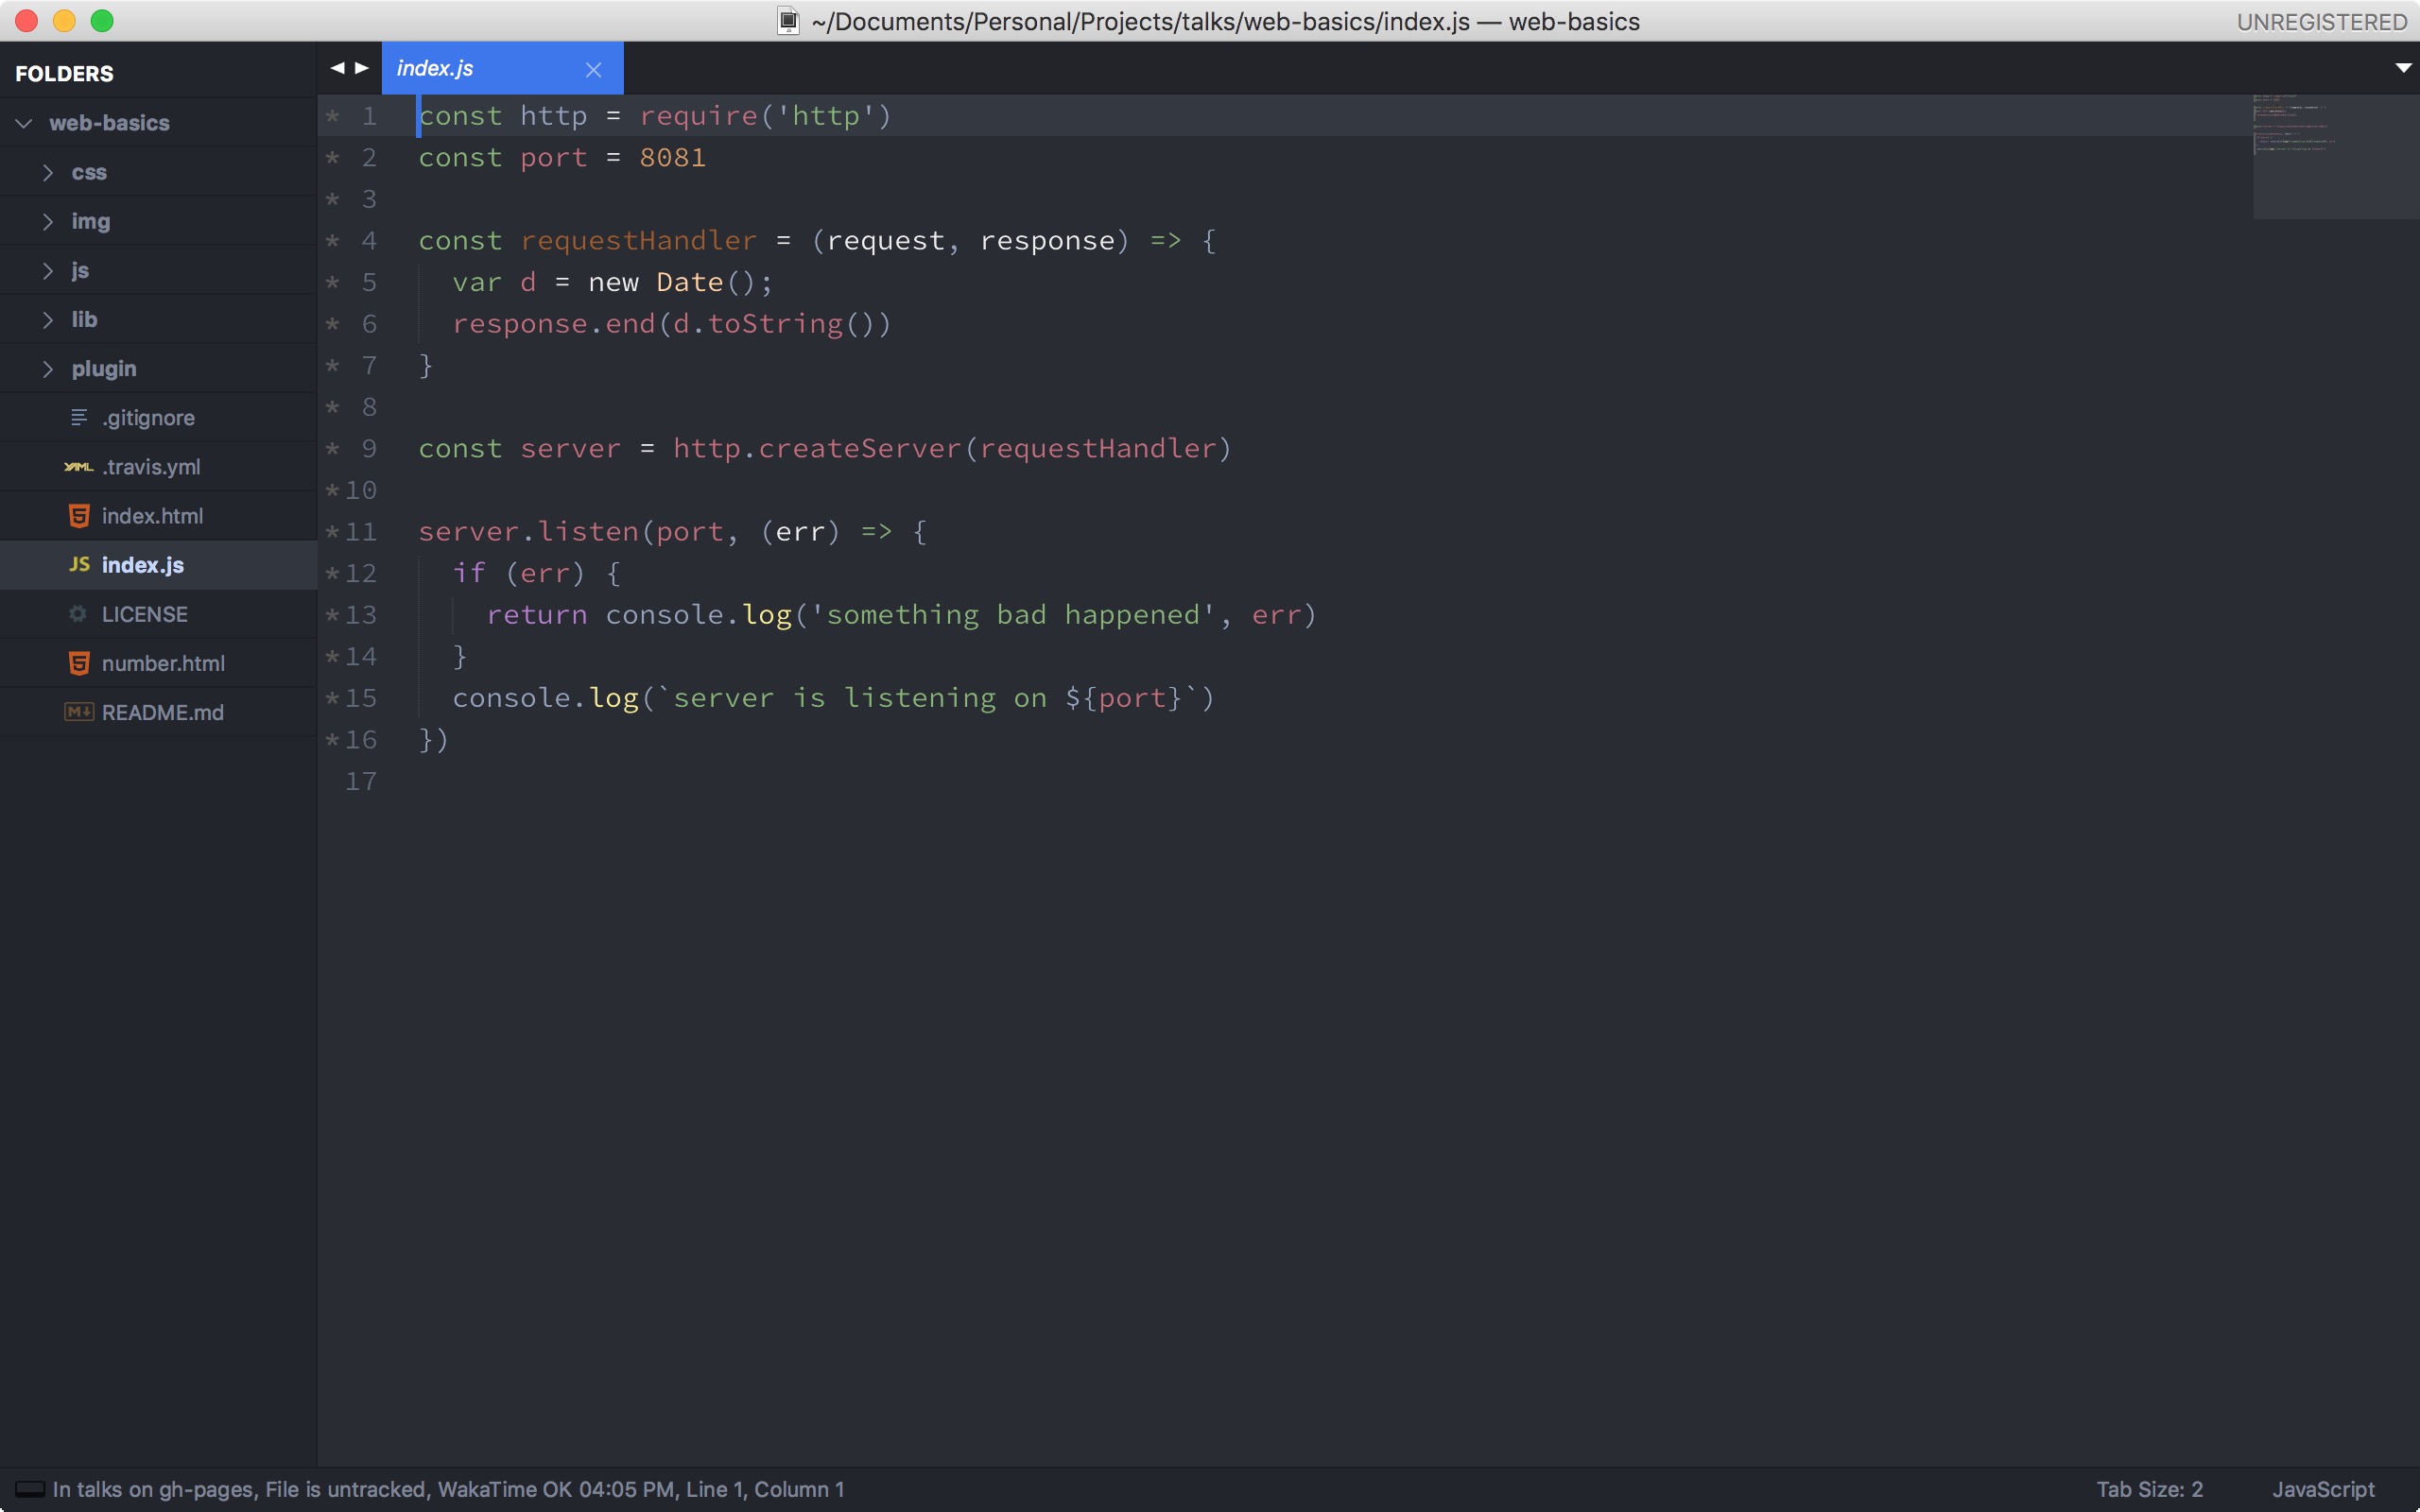 ~/Documents/Personal/Projects/talks/web-basics/index.js — web-basics
UNREGISTERED
FOLDERS
web-basics
css
img
js
lib
plugin
.gitignore
YAML .travis.yml
5 index.html
JS index.js
LICENSE
5 number.html
M↓ README.md
index.js
* 1 const http = require('http')
* 2 const port = 8081
* 3
* 4 const requestHandler = (request, response) => {
* 5   var d = new Date();
* 6   response.end(d.toString())
* 7 }
* 8
* 9 const server = http.createServer(requestHandler)
*10
*11 server.listen(port, (err) => {
*12   if (err) {
*13     return console.log('something bad happened', err)
*14   }
*15   console.log(`server is listening on ${port}`)
*16 })
17
In talks on gh-pages, File is untracked, WakaTime OK 04:05 PM, Line 1, Column 1
Tab Size: 2
JavaScript